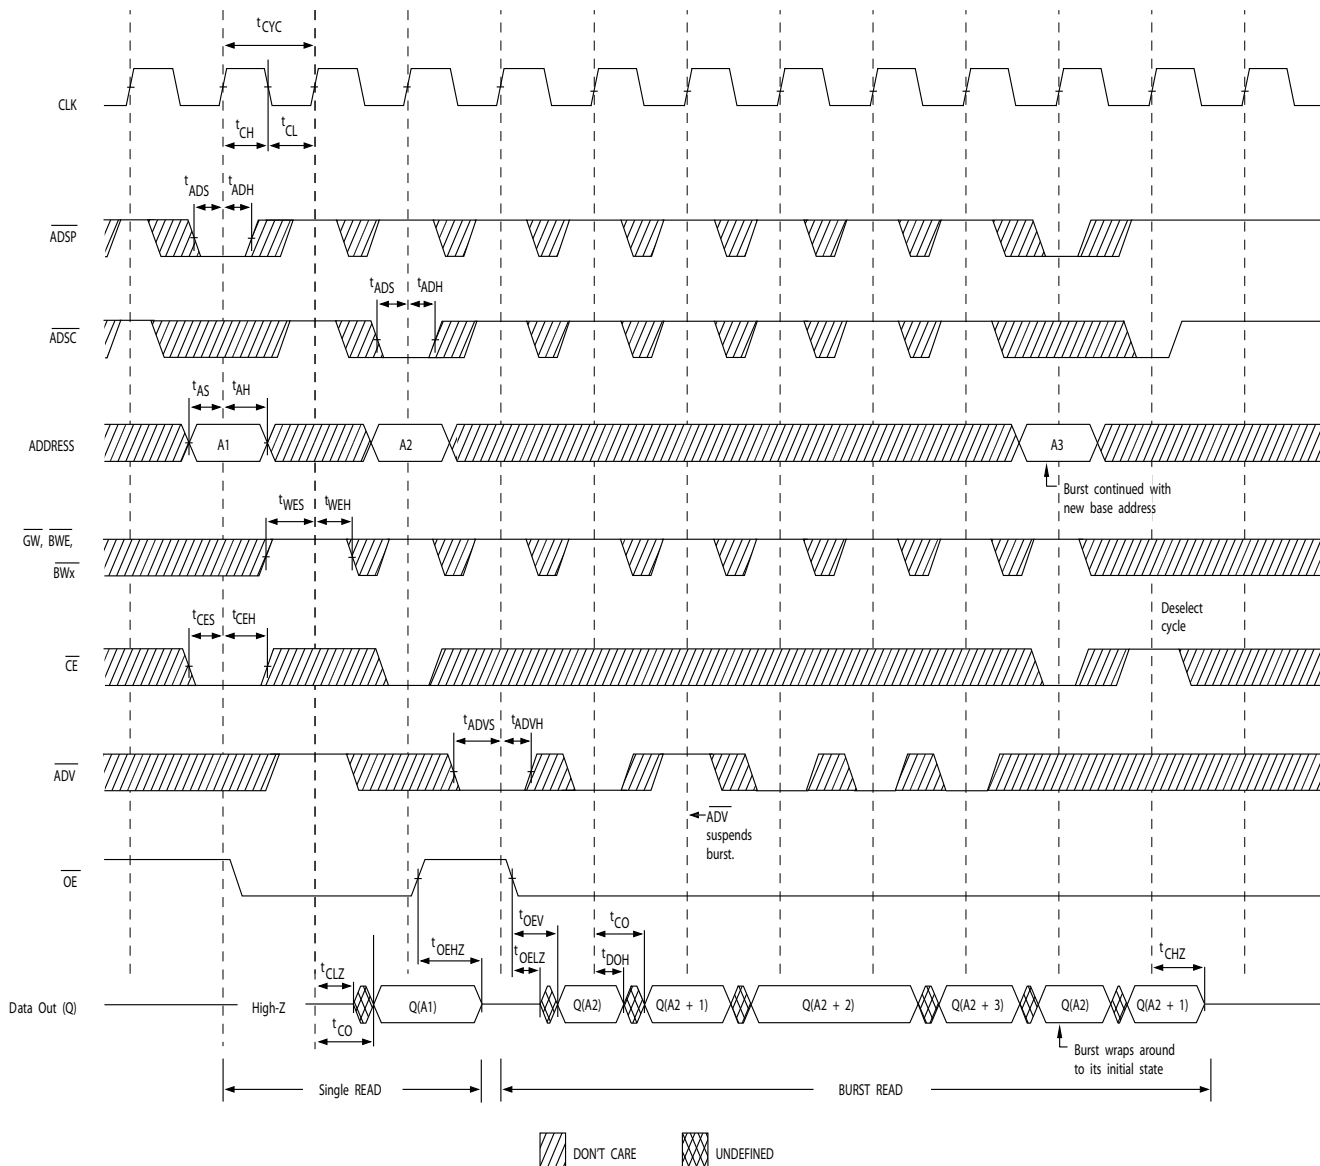 tCYC
CLK
tCH
tCL
tADS
tADH
ADSP
tADS
tADH
ADSC
tAS
tAH
ADDRESS
A1
A2
A3
Burst continued with
new base address
tWES
tWEH
GW, BWE,
BWx
tCES
tCEH
Deselect
cycle
CE
tADVS
tADVH
ADV
ADV
suspends
burst.
OE
tOEV
tCO
tOEHZ
tOELZ
tDOH
tCHZ
tCLZ
Data Out (Q)
High-Z
Q(A1)
Q(A2)
Q(A2 + 1)
Q(A2 + 2)
Q(A2 + 3)
Q(A2)
Q(A2 + 1)
tCO
Burst wraps around
to its initial state
Single READ
BURST READ
DON'T CARE
UNDEFINED